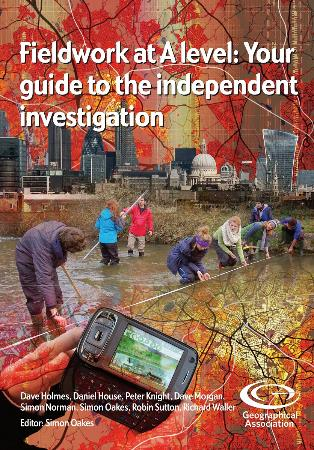 Fieldwork at A level: Your
guide to the independent
investigation
Dave Holmes, Daniel House, Peter Knight, Dave Morgan,
Simon Norman, Simon Oakes, Robin Sutton, Richard Waller
Editor: Simon Oakes
Geographical
Association